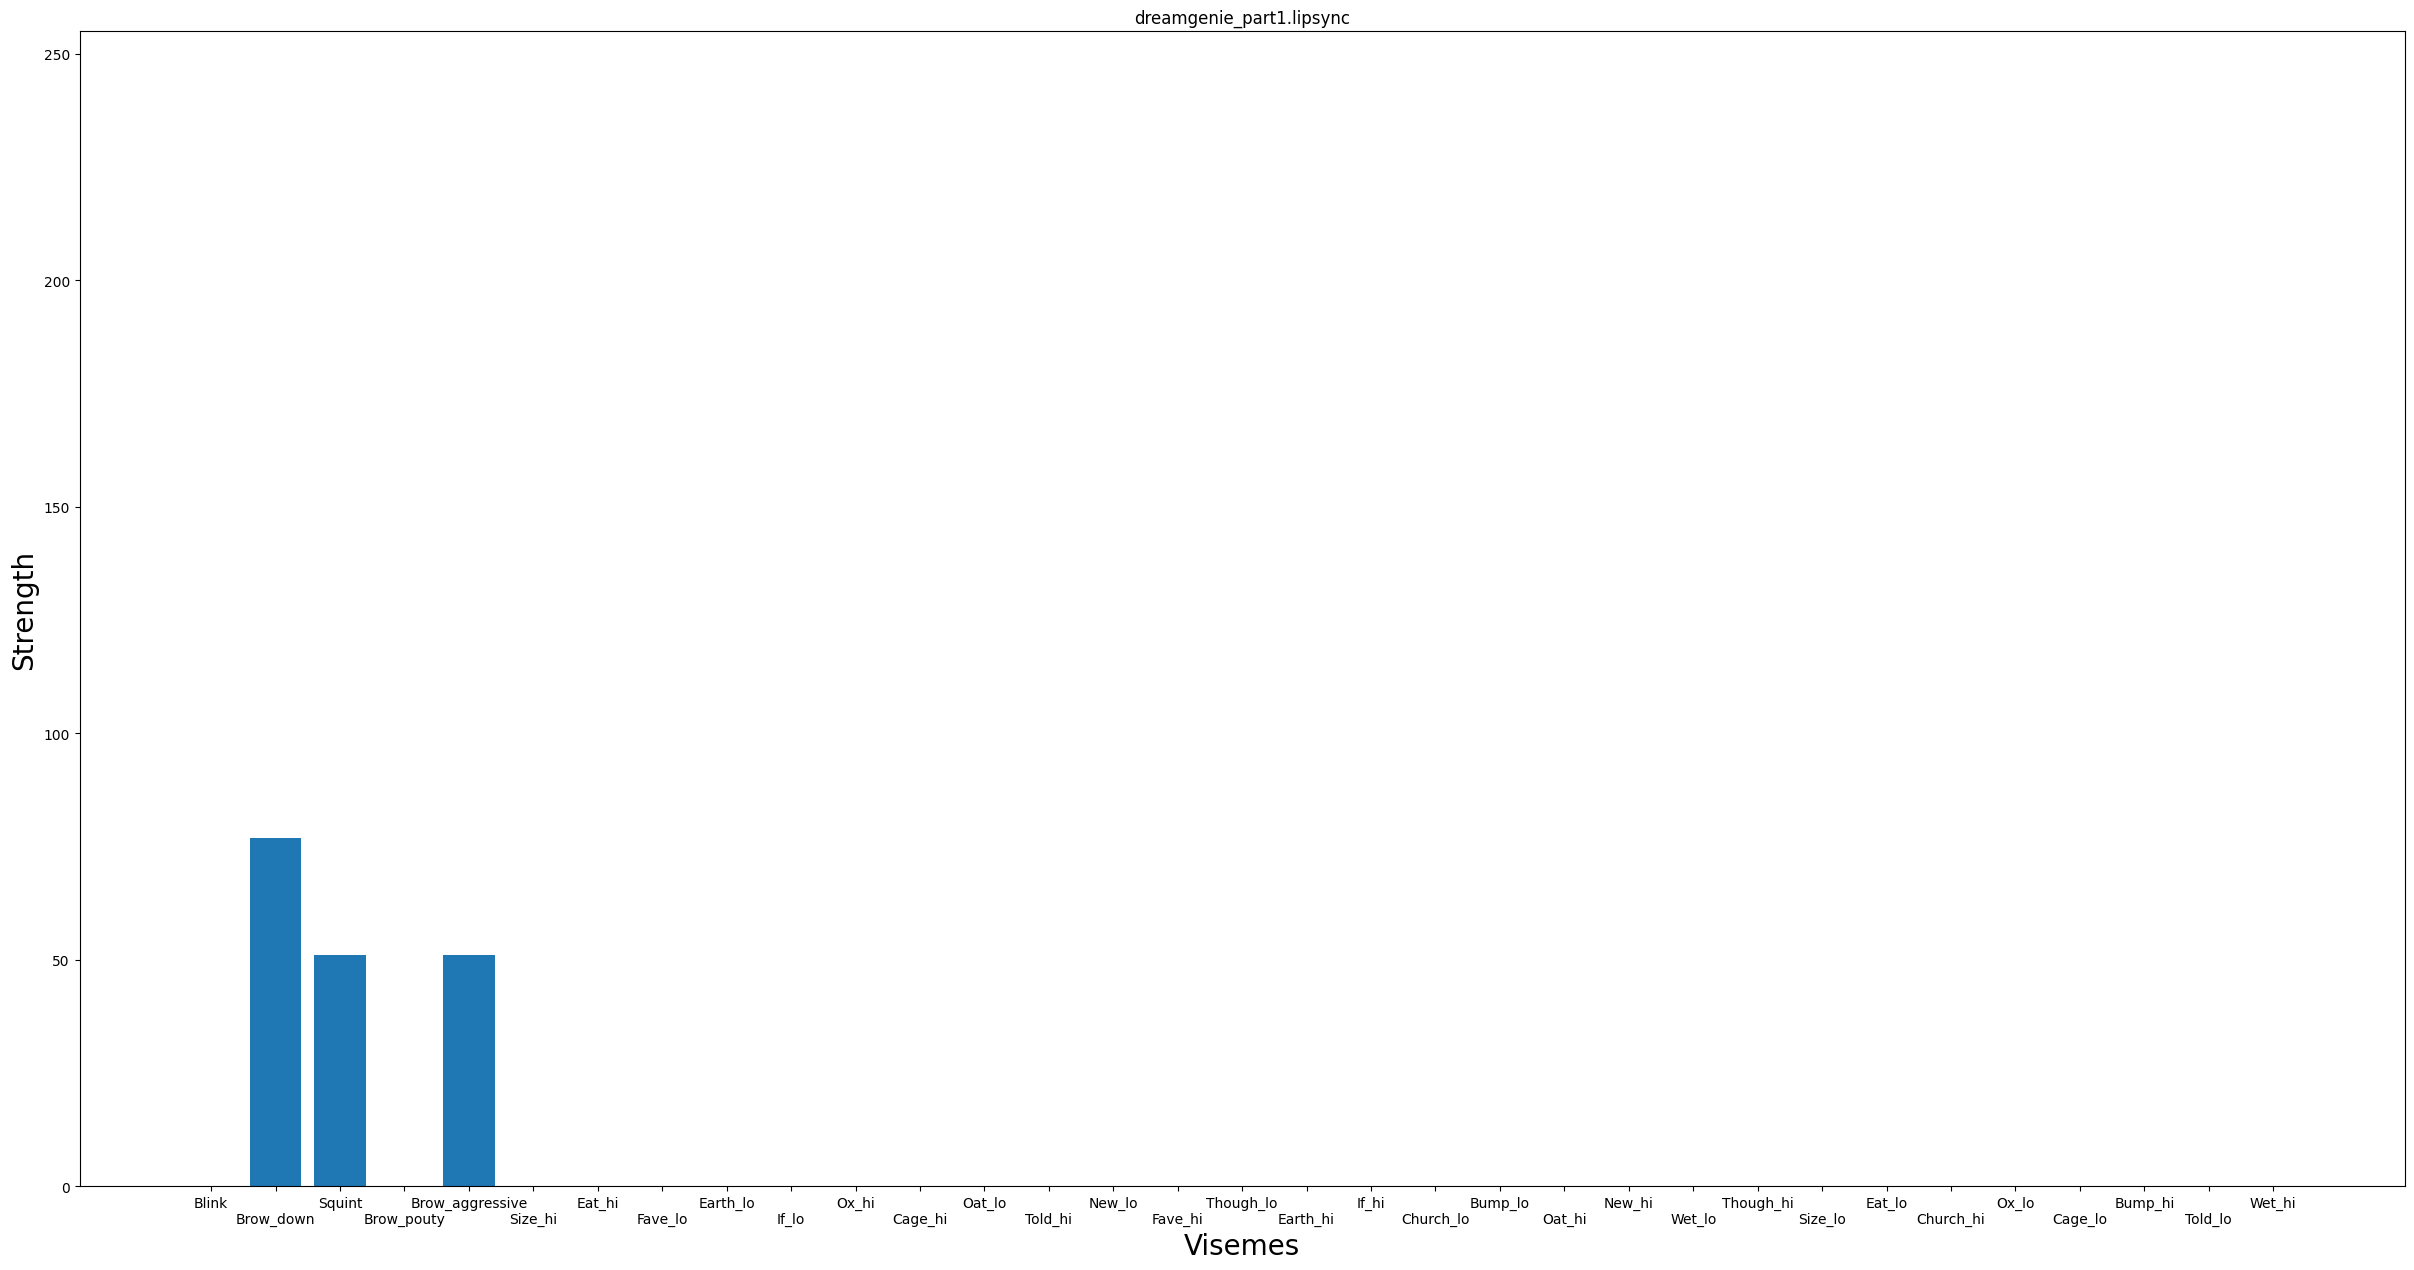 dreamgenie_part1.lipsync
250
200
150
100
50
0
Strength
Blink Squint Brow_aggressive Eat_hi Earth_lo Ox_hi Oat_lo New_lo Though_lo If_hi Bump_lo New_hi Though_hi Eat_lo Ox_lo Bump_hi Wet_hi
Brow_down Brow_pouty Size_hi Fave_lo If_lo Cage_hi Told_hi Fave_hi Earth_hi Church_lo Oat_hi Wet_lo Size_lo Church_hi Cage_lo Told_lo
Visemes